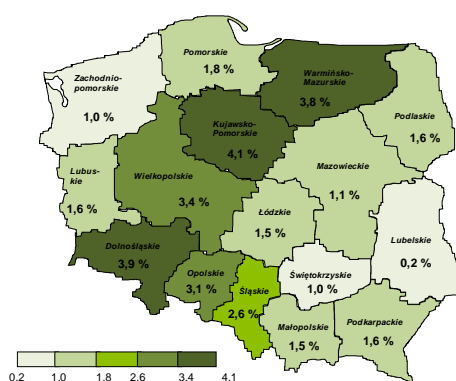 Pomorskie
1,8 %
Warmińsko-
Mazurskie
3,8 %
Zachodnio-
pomorskie
1,0 %
Podlaskie
1,6 %
Kujawsko-
Pomorskie
4,1 %
Lubus-
kie
1,6 %
Wielkopolskie
3,4 %
Mazowieckie
1,1 %
Łódzkie
1,5 %
Lubelskie
0,2 %
Dolnośląskie
3,9 %
Opolskie
3,1 %
Śląskie
2,6 %
Świętokrzyskie
1,0 %
Małopolskie
1,5 %
Podkarpackie
1,6 %
0.2 1.0 1.8 2.6 3.4 4.1